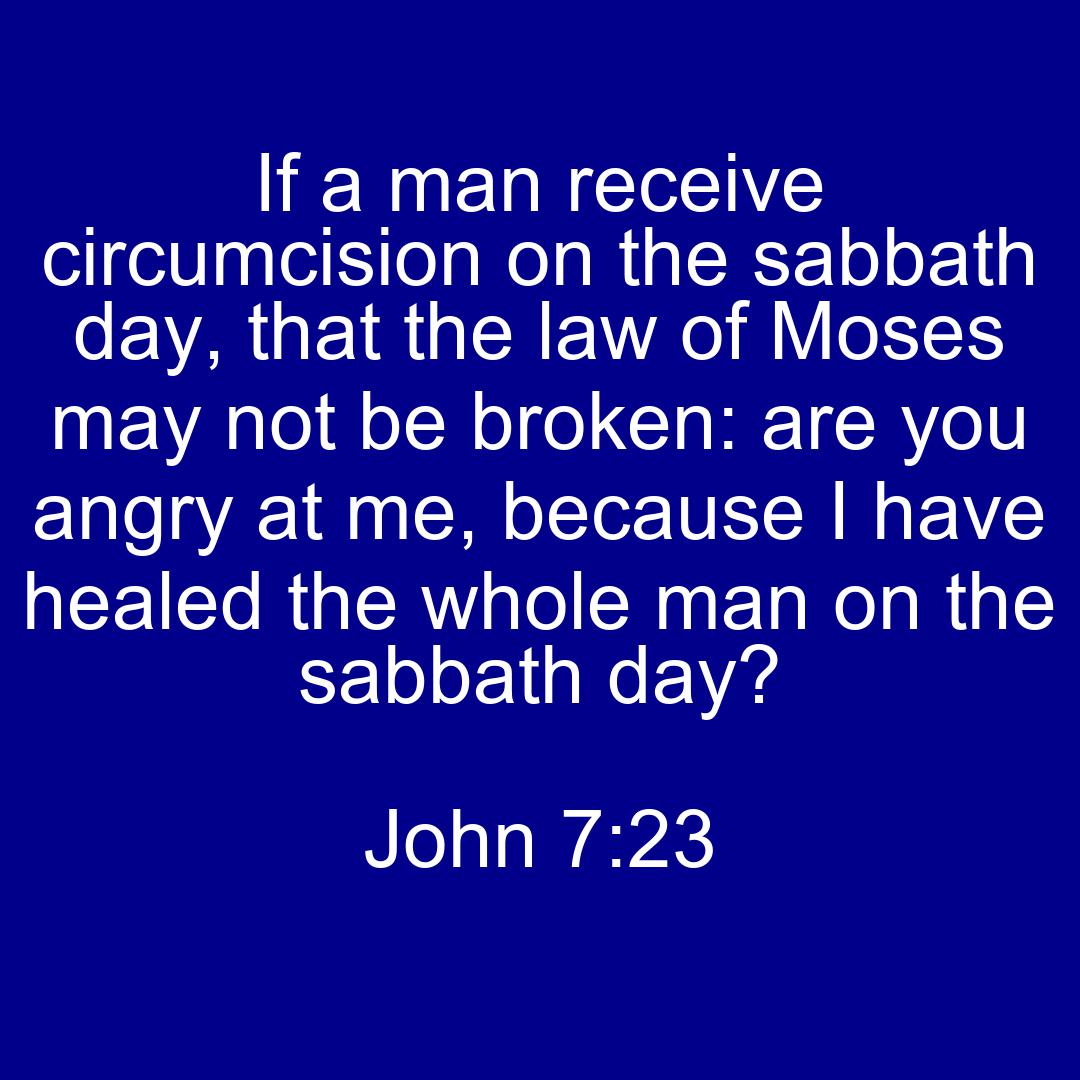 If a man receive
circumcision on the sabbath
day, that the law of Moses
may not be broken: are you
angry at me, because I have
healed the whole man on the
sabbath day?
John 7:23